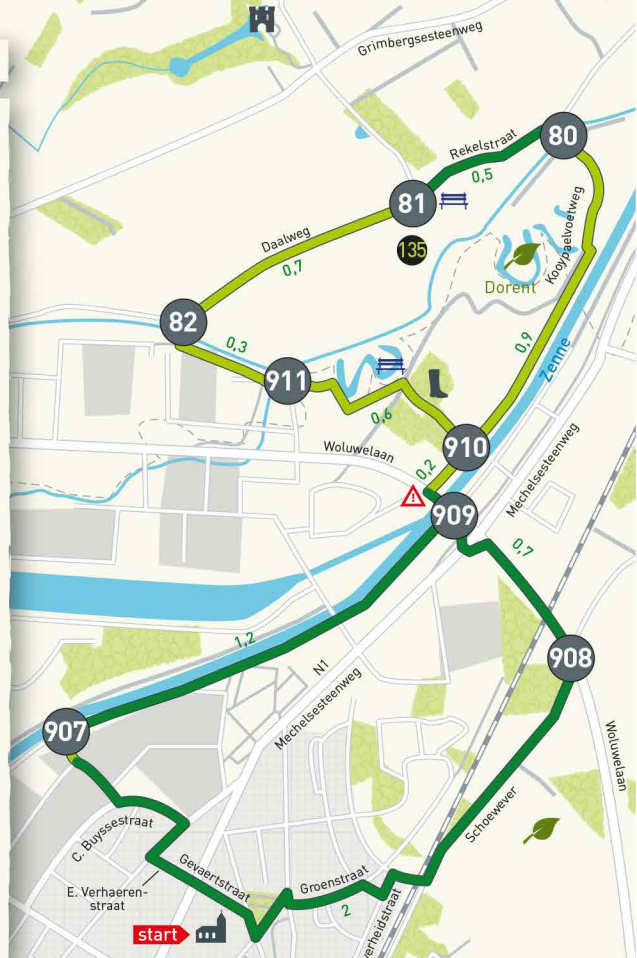 Grimbergsesteenweg
80
Rekelstraat
0,5
81
135
Kooypaelvoetweg
Daalweg
0,7
Dorent
82
0,3
911
0,9
Zenne
0,6
910
Woluwelaan
0,2
909
Mechelsesteenweg
0,7
1,2
908
N1
Mechelsesteenweg
907
Woluwelaan
Schoewever
C. Buyssestraat
Gevaertstraat
Groenstraat
E. Verhaeren-
straat
2
verheidstraat
start